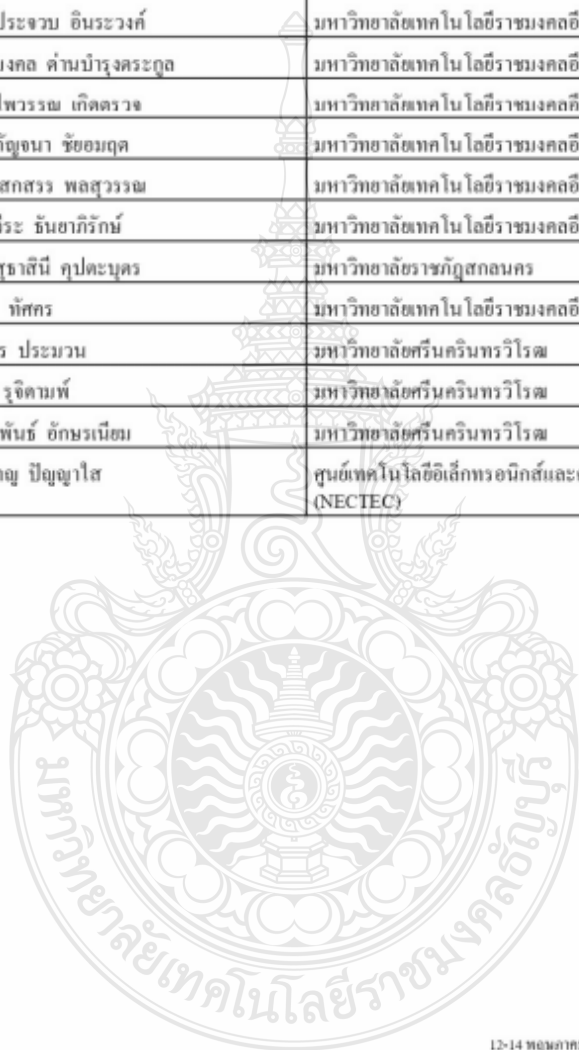 ประจวบ อินระวงค์ มหาวิทยาลัยเทคโนโลยีราชมงคลอี
มงคล ด่านบำรุงตระกูล มหาวิทยาลัยเทคโนโลยีราชมงคลอี
ไพวรรณ เกิดตรวจ มหาวิทยาลัยเทคโนโลยีราชมงคลอี
กัญจนา ชัยอมฤต มหาวิทยาลัยเทคโนโลยีราชมงคลอี
สกสรร พลสุวรรณ มหาวิทยาลัยเทคโนโลยีราชมงคลอี
ธีระ ธันยาภิรักษ์ มหาวิทยาลัยเทคโนโลยีราชมงคลอี
สุธาสินี คุปตะบุตร มหาวิทยาลัยราชภัฏสกลนคร
ทัศคร มหาวิทยาลัยเทคโนโลยีราชมงคลอี
ร ประมวน มหาวิทยาลัยศรีนครินทรวิโรฒ
รุจิตามพ์ มหาวิทยาลัยศรีนครินทรวิโรฒ
พันธ์ อักษรเนียม มหาวิทยาลัยศรีนครินทรวิโรฒ
าญ ปัญญาใส ศูนย์เทคโนโลยีอิเล็กทรอนิกส์และ
(NECTEC)
มหาวิทยาลัยเทคโนโลยีราชมงคลธัญบุรี
12-14 พฤษภาค